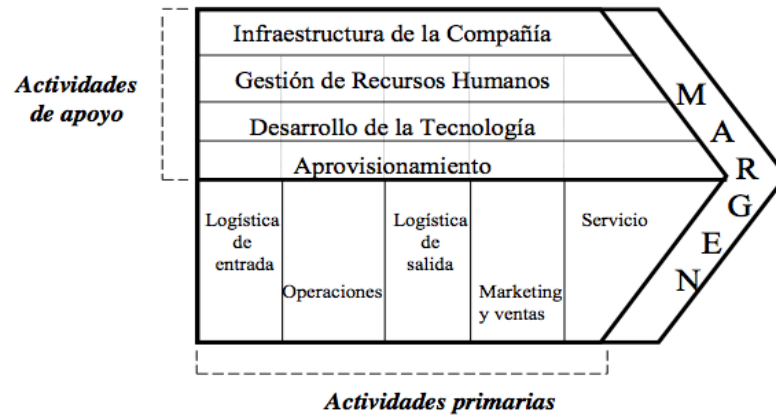 Actividades
de apoyo
Infraestructura de la Compañía
Gestión de Recursos Humanos
Desarrollo de la Tecnología
Aprovisionamiento
Logística
de
entrada
Operaciones
Logística
de
salida
Marketing
y ventas
Servicio
MARGEN
Actividades primarias